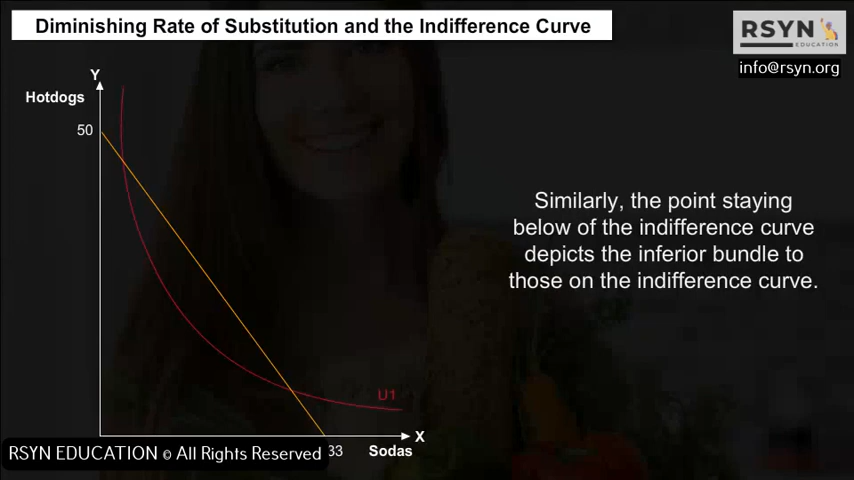 Diminishing Rate of Substitution and the Indifference Curve
RSYN
EDUCATION
info@rsyn.org
Y
Hotdogs
50
Similarly, the point staying
below of the indifference curve
depicts the inferior bundle to
those on the indifference curve.
U1
X
RSYN EDUCATION © All Rights Reserved
33
Sodas